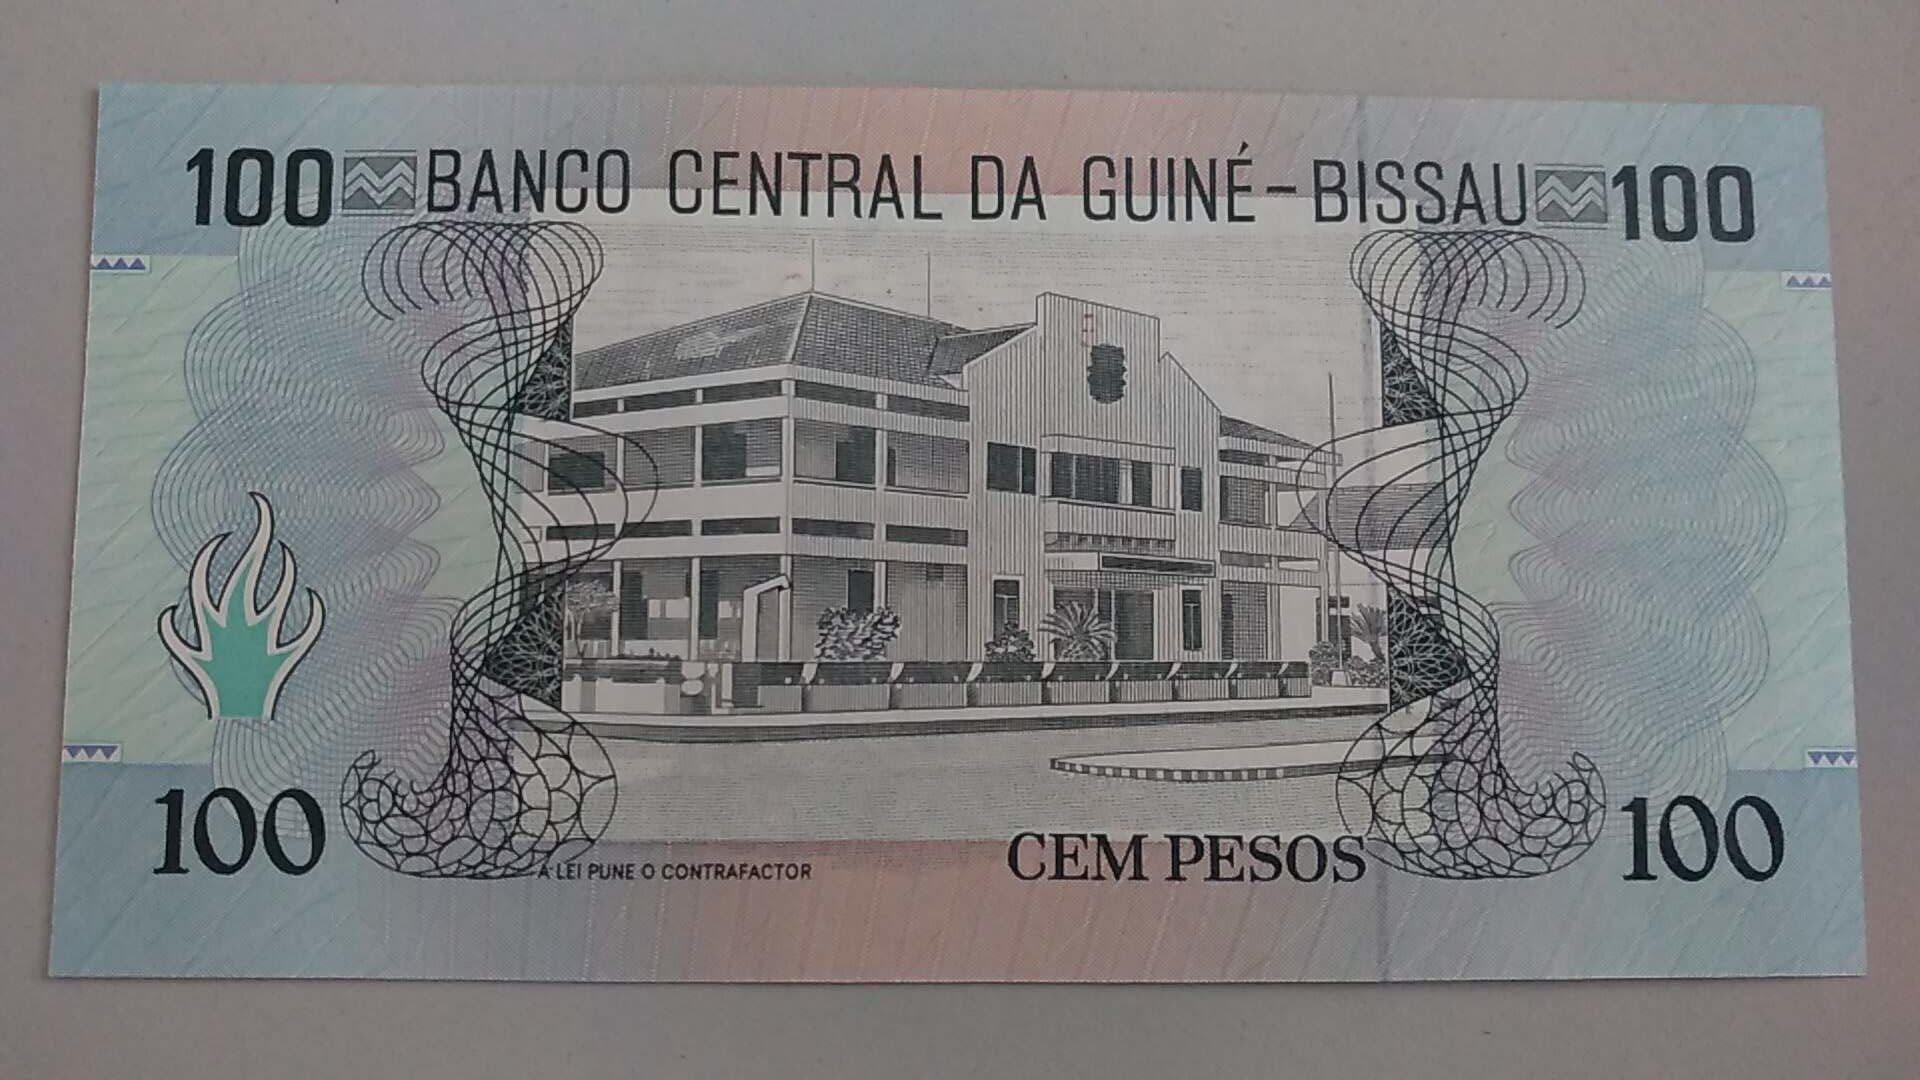 100 BANCO CENTRAL DA GUINÉ-BISSAU 100
100 A LEI PUNE O CONTRAFACTOR CEM PESOS 100